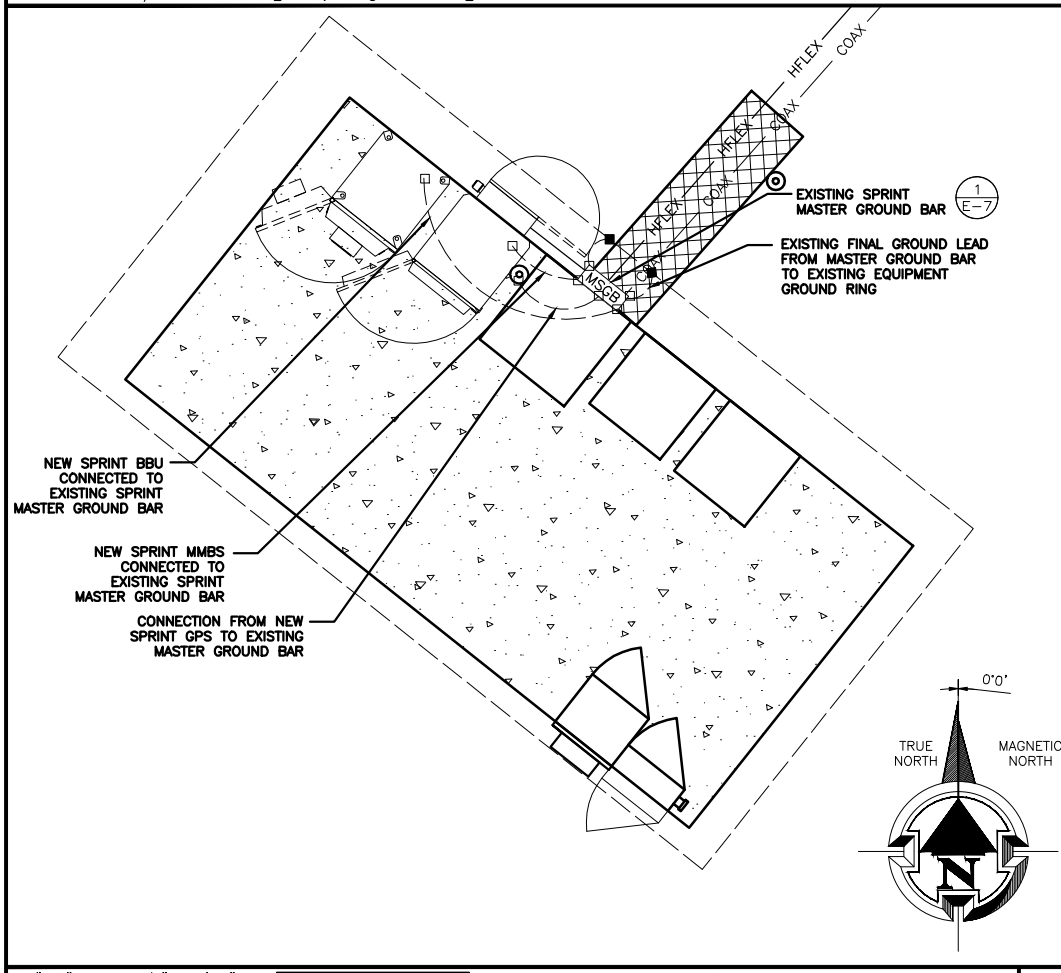 HFLEX
COAX
HFLEX
COAX
COAX
HFLEX
COAX
MSGB
EXISTING SPRINT
MASTER GROUND BAR
1
E-7
EXISTING FINAL GROUND LEAD
FROM MASTER GROUND BAR
TO EXISTING EQUIPMENT
GROUND RING
NEW SPRINT BBU
CONNECTED TO
EXISTING SPRINT
MASTER GROUND BAR
NEW SPRINT MMBS
CONNECTED TO
EXISTING SPRINT
MASTER GROUND BAR
CONNECTION FROM NEW
SPRINT GPS TO EXISTING
MASTER GROUND BAR
0°0'
TRUE
NORTH
MAGNETIC
NORTH
N